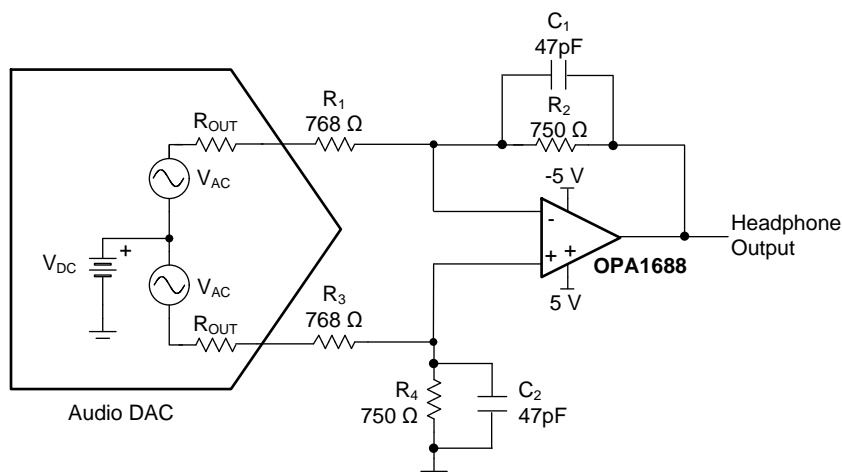 C1
47pF
R1
768 Ω
R2
750 Ω
ROUT
VAC
-5 V
-
+ +
OPA1688
Headphone
Output
VDC
+
VAC
5 V
R3
768 Ω
ROUT
R4
750 Ω
C2
47pF
Audio DAC